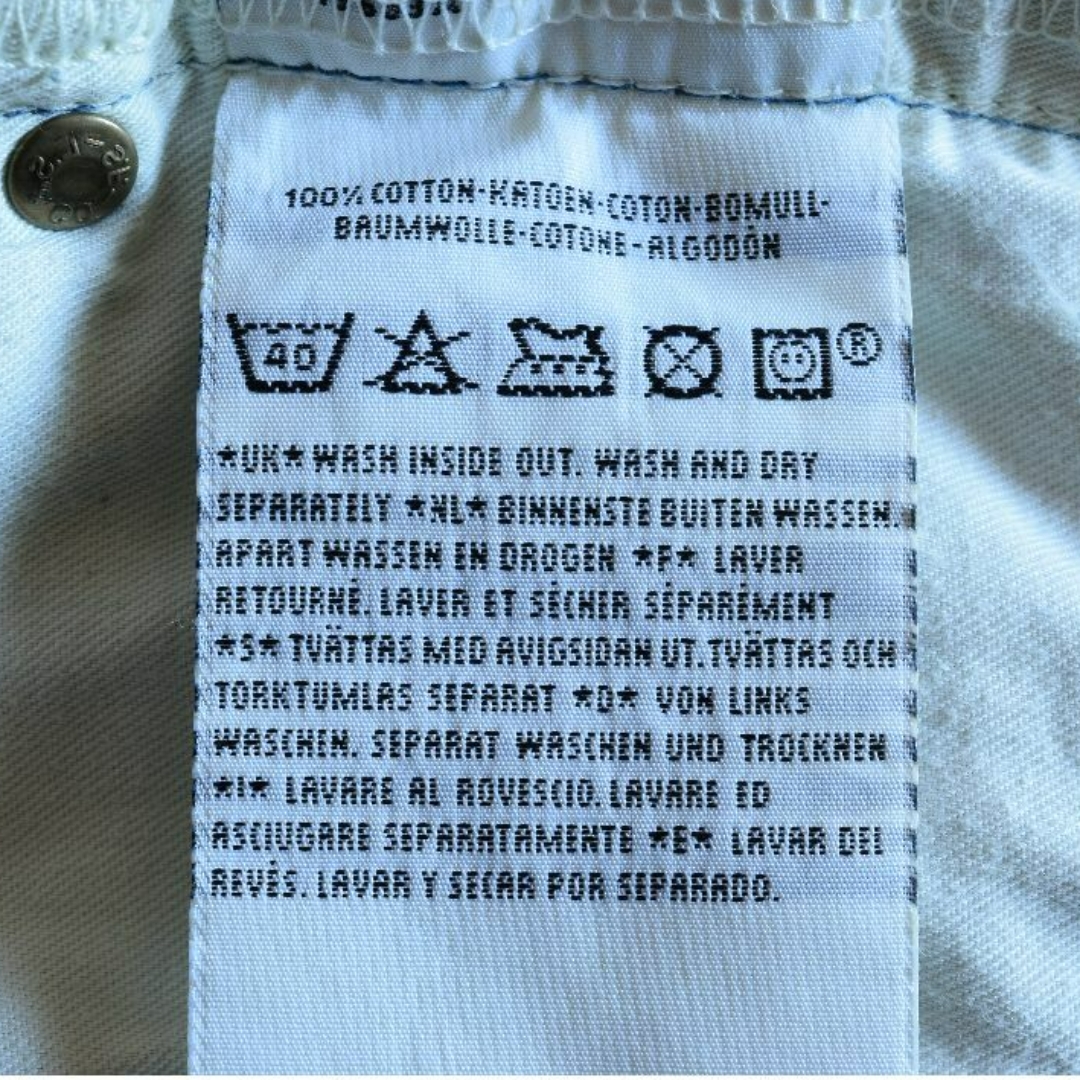 100% COTTON·KATOEN·COTON·BOMULL·
BAUMWOLLE·COTONE·ALGODÓN
40
®
*UK* WASH INSIDE OUT. WASH AND DRY
SEPARATELY *NL* BINNENSTE BUITEN WASSEN.
APART WASSEN EN DROGEN *F* LAVER
RETOURNÉ. LAVER ET SÉCHER SÉPARÉMENT
*S* TVÄTTAS MED AVIGSIDAN UT. TVÄTTAS OCH
TORKTUMLAS SEPARAT *D* VON LINKS
WASCHEN. SEPARAT WASCHEN UND TROCKNEN
*I* LAVARE AL ROVESCIO. LAVARE ED
ASCIUGARE SEPARATAMENTE *E* LAVAR DEL
REVÉS. LAVAR Y SECAR POR SEPARADO.